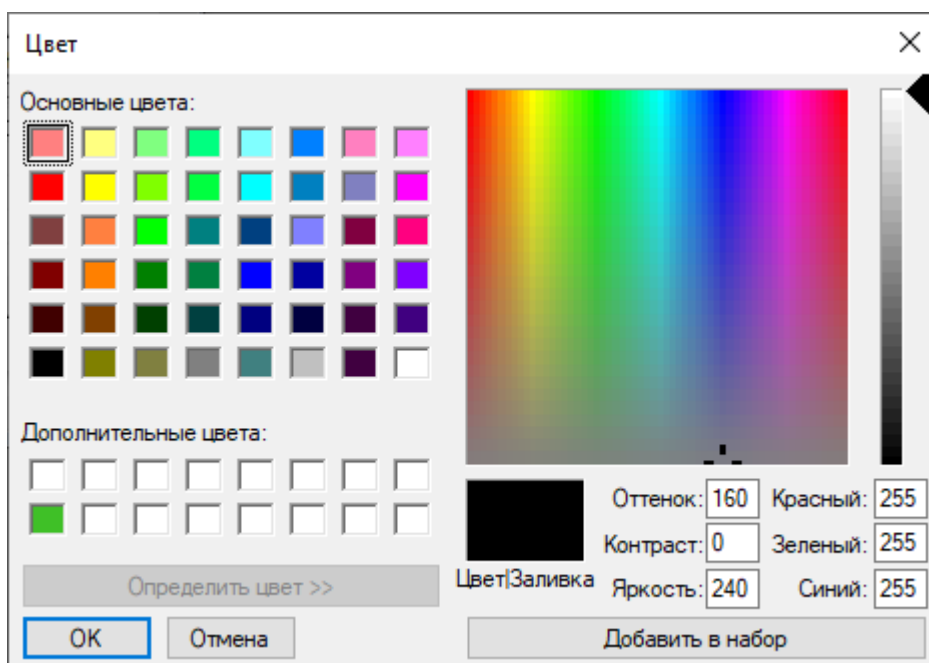 Цвет
Основные цвета:
Дополнительные цвета:
Определить цвет >>
OK
Отмена
Цвет|Заливка
Оттенок: 160
Контраст: 0
Яркость: 240
Красный: 255
Зеленый: 255
Синий: 255
Добавить в набор